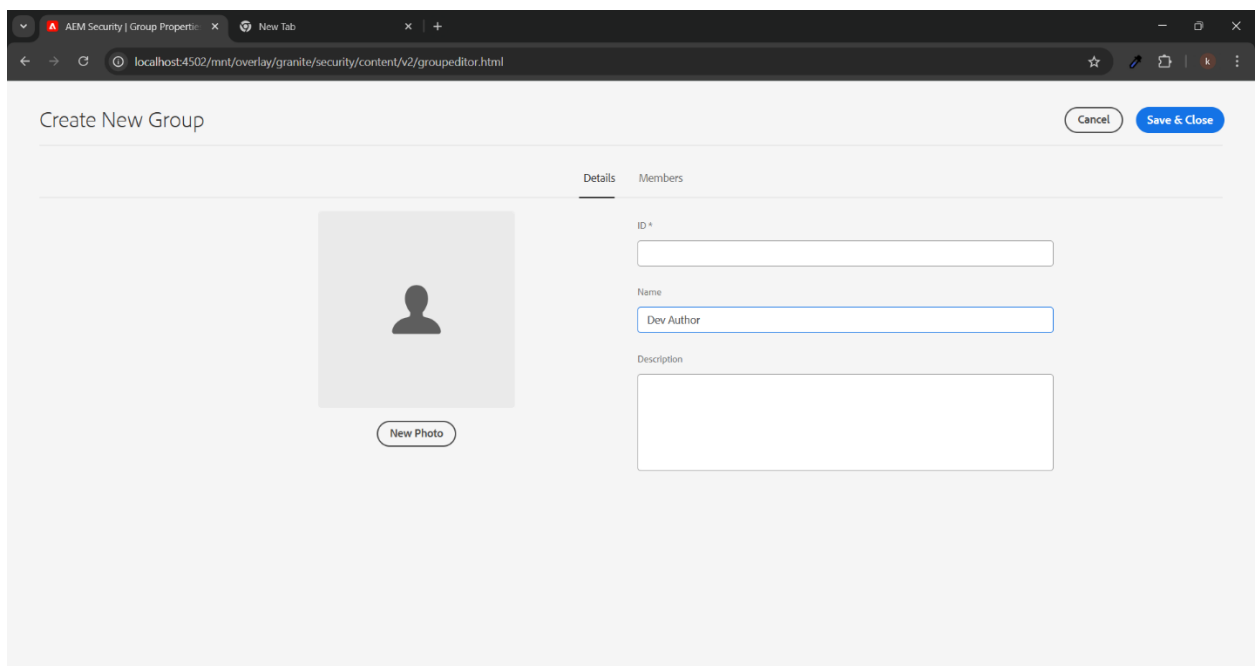 AEM Security | Group Propertie
New Tab
localhost:4502/mnt/overlay/granite/security/content/v2/groupeditor.html
k
Create New Group
Cancel
Save & Close
Details
Members
ID *
Name
Dev Author
Description
New Photo